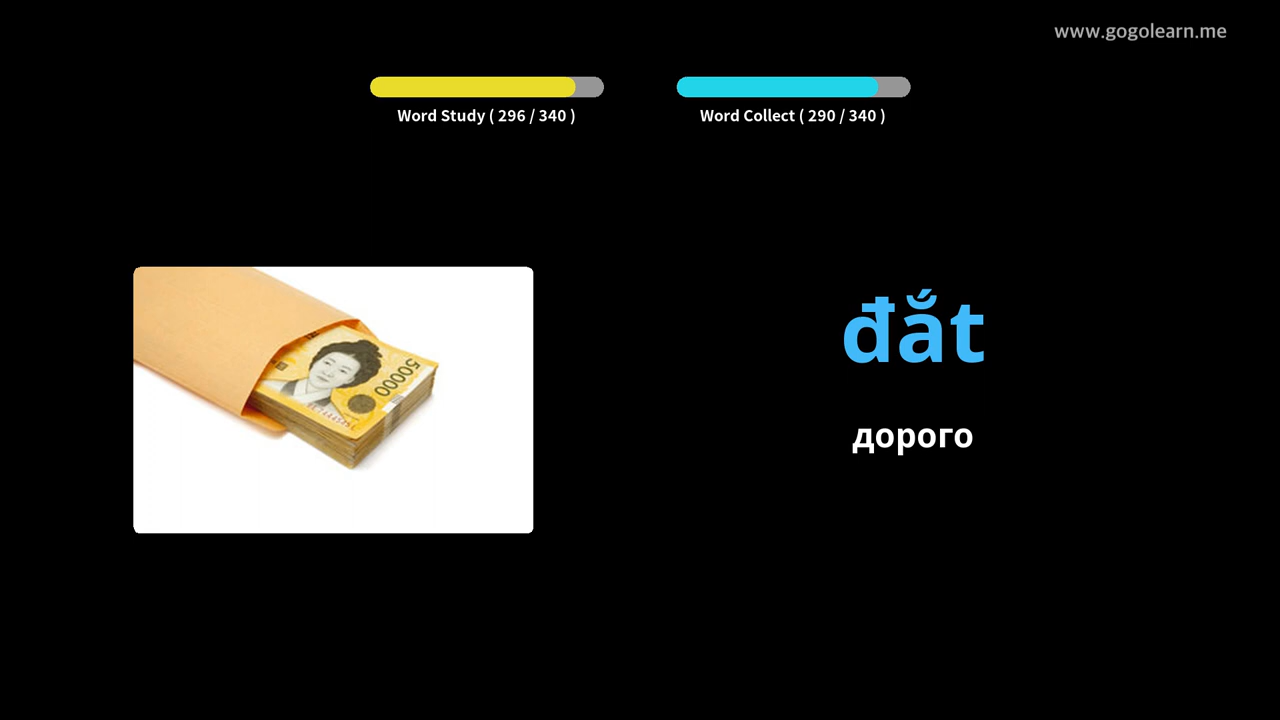 www.gogolearn.me
Word Study ( 296 / 340 )
Word Collect ( 290 / 340 )
50000
đắt
дорого